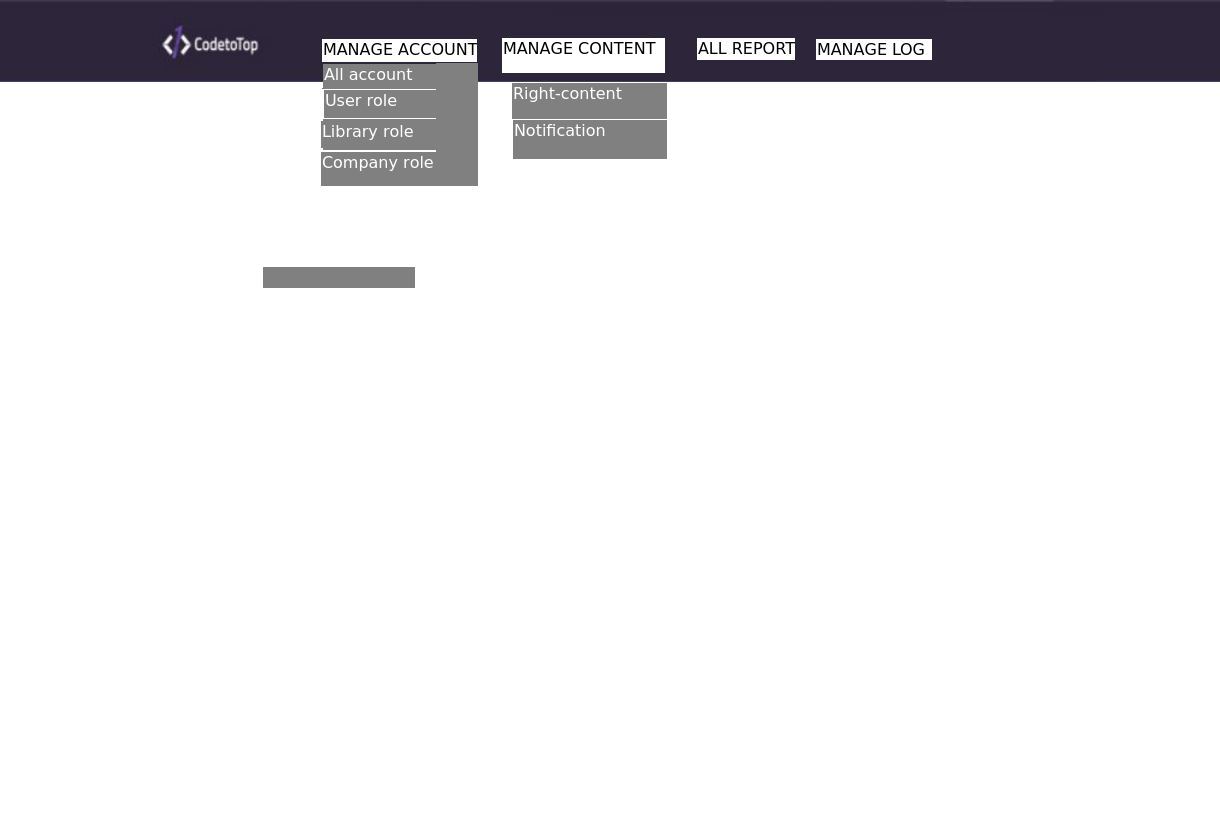 CodetoTop
MANAGE ACCOUNT
MANAGE CONTENT
ALL REPORT
MANAGE LOG
All account
User role
Library role
Company role
Right-content
Notification